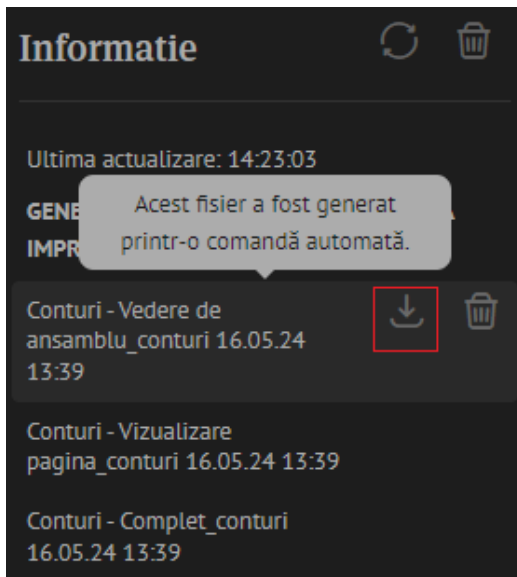 Informatie
Ultima actualizare: 14:23:03
Acest fisier a fost generat
printr-o comandă automată.
Conturi - Vedere de
ansamblu_conturi 16.05.24
13:39
Conturi - Vizualizare
pagina_conturi 16.05.24 13:39
Conturi - Complet_conturi
16.05.24 13:39